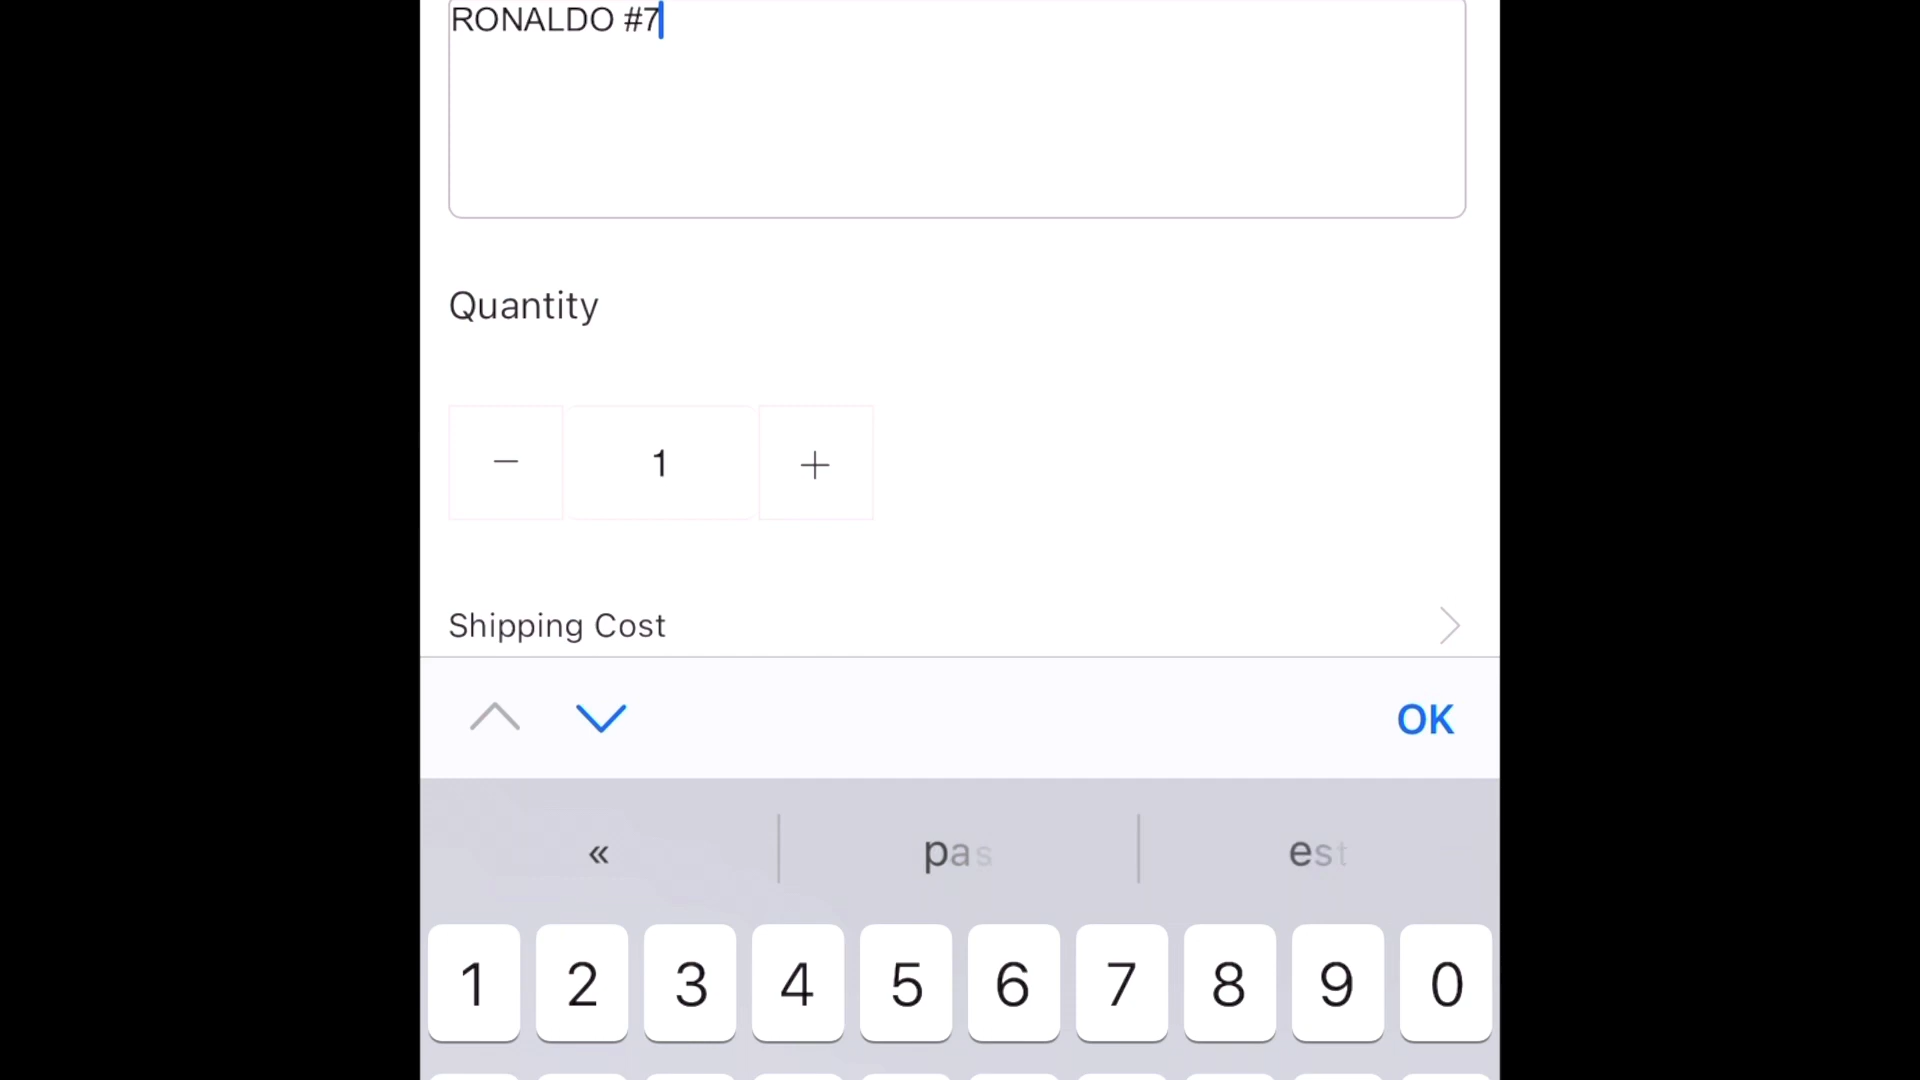 RONALDO #7
Quantity
− 1 +
Shipping Cost
OK
« pas est
1 2 3 4 5 6 7 8 9 0